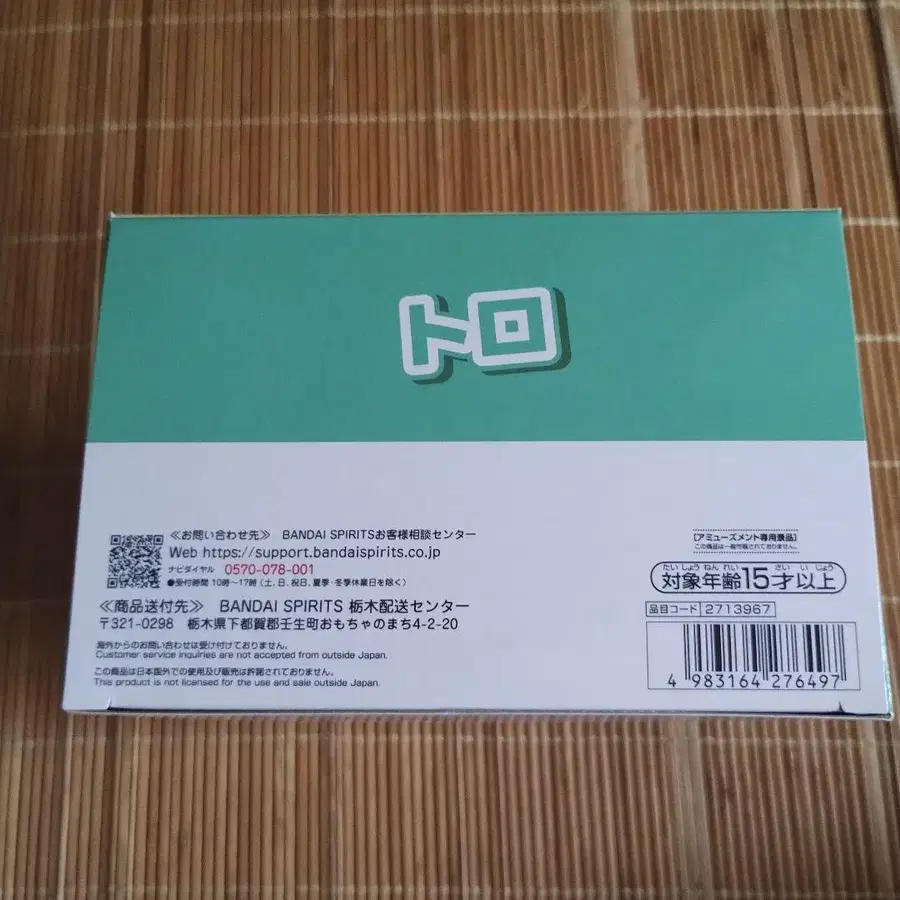 トロ
≪お問い合わせ先≫ BANDAI SPIRITSお客様相談センター
Web https://support.bandaispirits.co.jp
ナビダイヤル 0570-078-001
●受付時間 10時〜17時(土、日、祝日、夏季・冬季休業日を除く)
≪商品送付先≫ BANDAI SPIRITS 栃木配送センター
〒321-0298 栃木県下都賀郡壬生町おもちゃのまち4-2-20
海外からのお問い合わせは受け付けておりません。
Customer service inquiries are not accepted from outside Japan.
この商品は日本国外での使用及び販売は許諾されておりません。
This product is not licensed for the use and sale outside Japan.
[アミューズメント専用景品]
この商品は一般市販されておりません。
たいしょうねんれい さい いじょう
対象年齢15才以上
品目コード 2713967
4 983164 276497